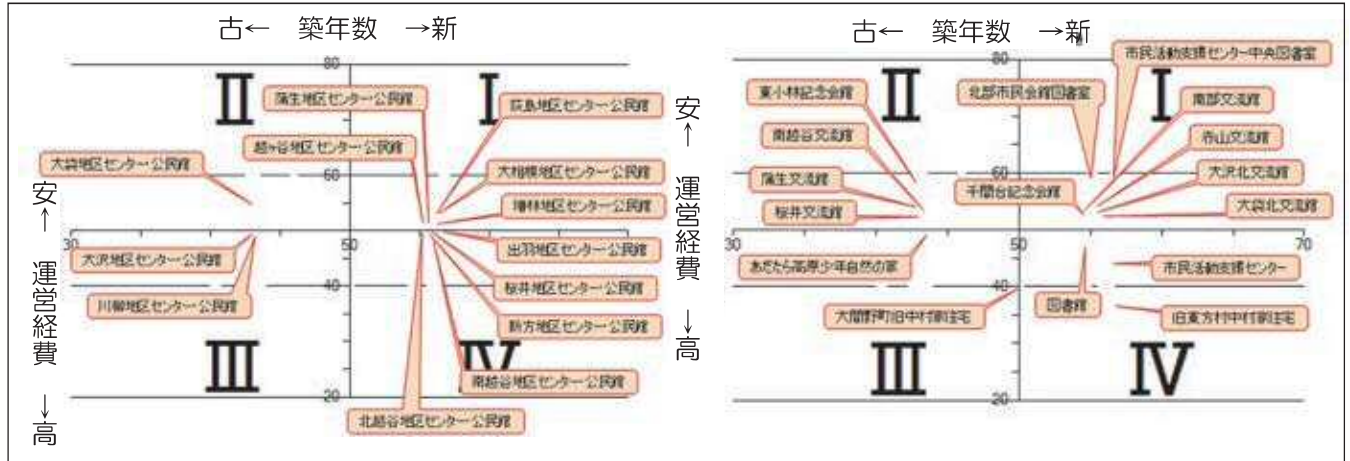 古← 築年数 →新
80
Ⅱ
Ⅰ
蒲生地区センター公民館
荻島地区センター公民館
越ヶ谷地区センター公民館
大袋地区センター公民館
60
大相模地区センター公民館
増林地区センター公民館
30
50
大沢地区センター公民館
出羽地区センター公民館
40
桜井地区センター公民館
川柳地区センター公民館
新方地区センター公民館
Ⅲ
Ⅳ
南越谷地区センター公民館
20
北越谷地区センター公民館
安← 運営経費 →高
古← 築年数 →新
市民活動支援センター中央図書室
80
Ⅱ
Ⅰ
東小林記念会館
北部市民会館図書室
南部交流館
南越谷交流館
赤山交流館
60
蒲生交流館
千間台記念会館
大沢北交流館
桜井交流館
大袋北交流館
30
50
70
あだたら高原少年自然の家
市民活動支援センター
40
大間野町旧中村家住宅
図書館
旧東方村中村家住宅
Ⅲ
Ⅳ
20
安← 運営経費 →高